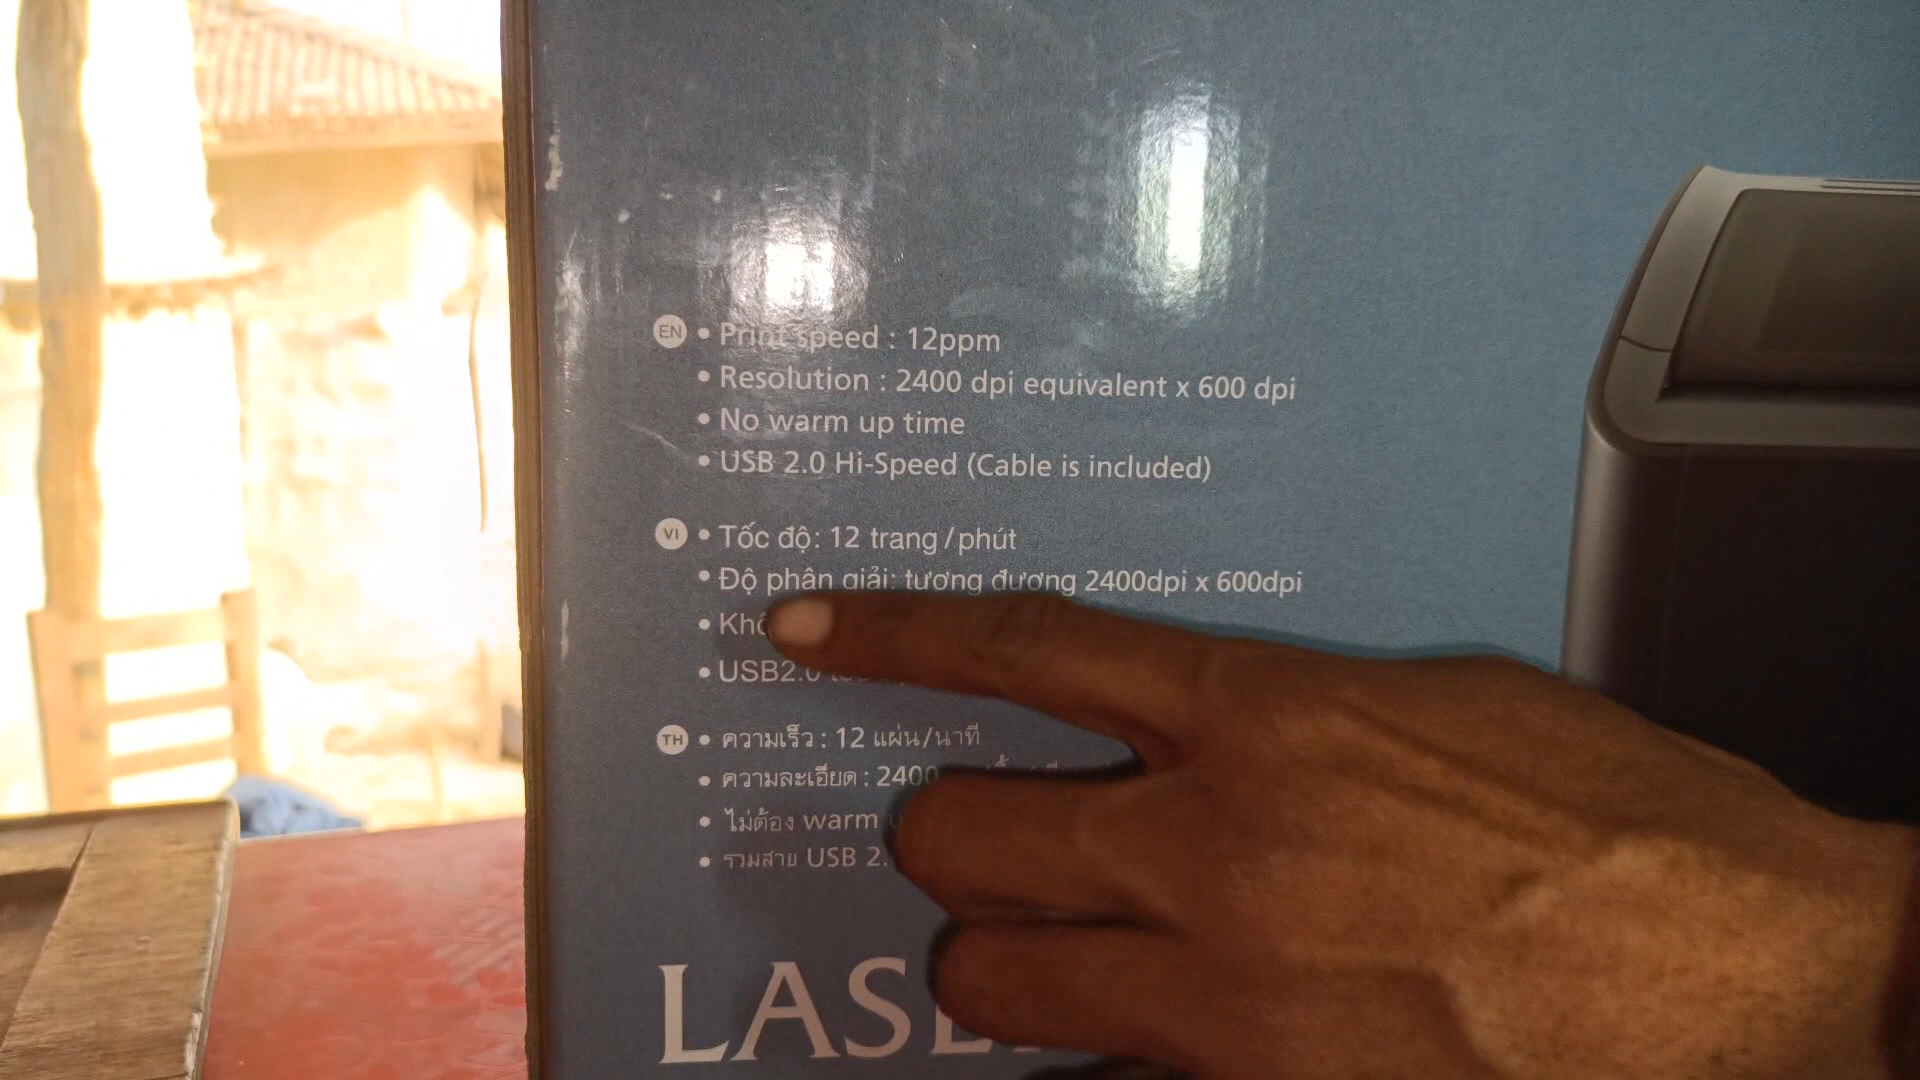 EN • Print speed : 12ppm
• Resolution : 2400 dpi equivalent x 600 dpi
• No warm up time
• USB 2.0 Hi-Speed (Cable is included)
VI • Tốc độ: 12 trang/phút
• Độ phân giải: tương đương 2400dpi x 600dpi
• USB2.0
TH • ความเร็ว : 12 แผ่น/นาที
• ความละเอียด : 2400
• ไม่ต้อง warm
• รวมสาย USB 2.